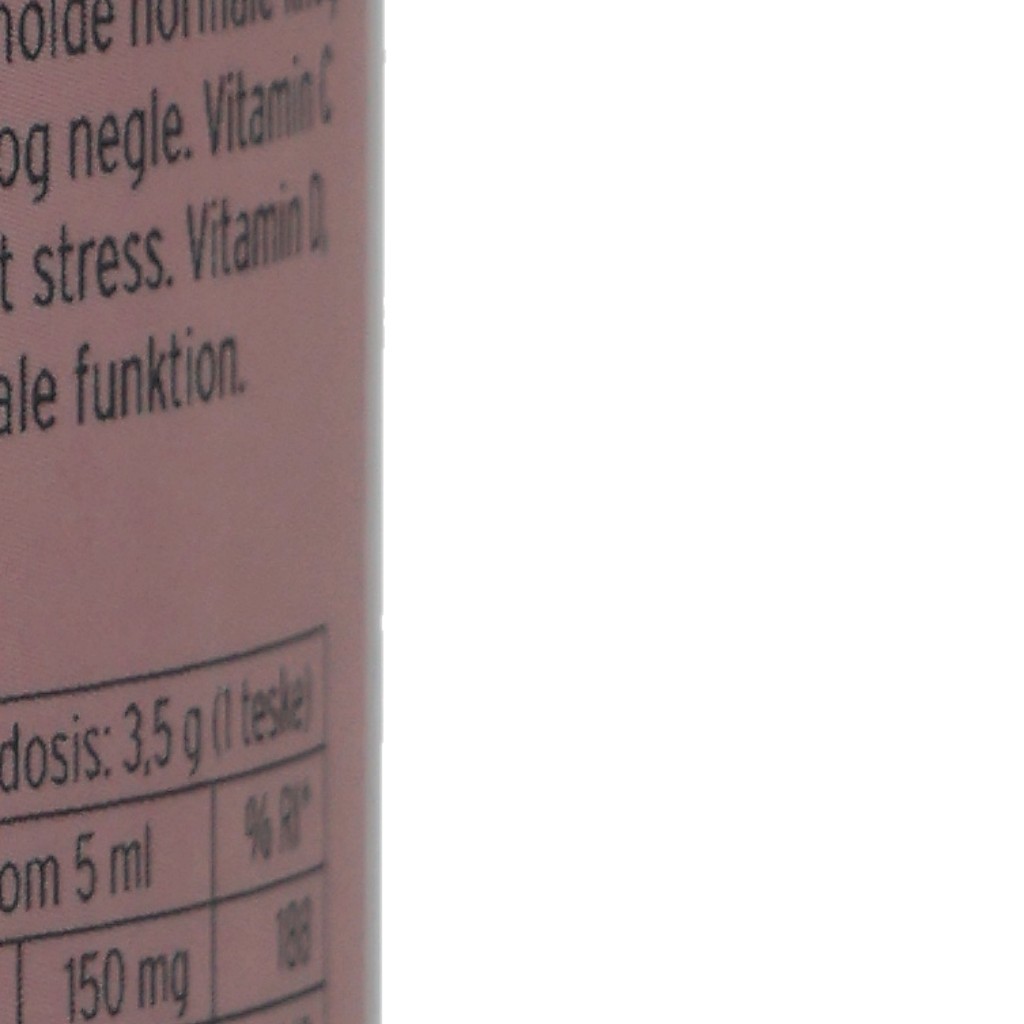 holde normale
og negle. Vitamin C
t stress. Vitamin D,
ale funktion.
dosis: 3,5 g (1 teske)
om 5 ml % RI*
150 mg 188